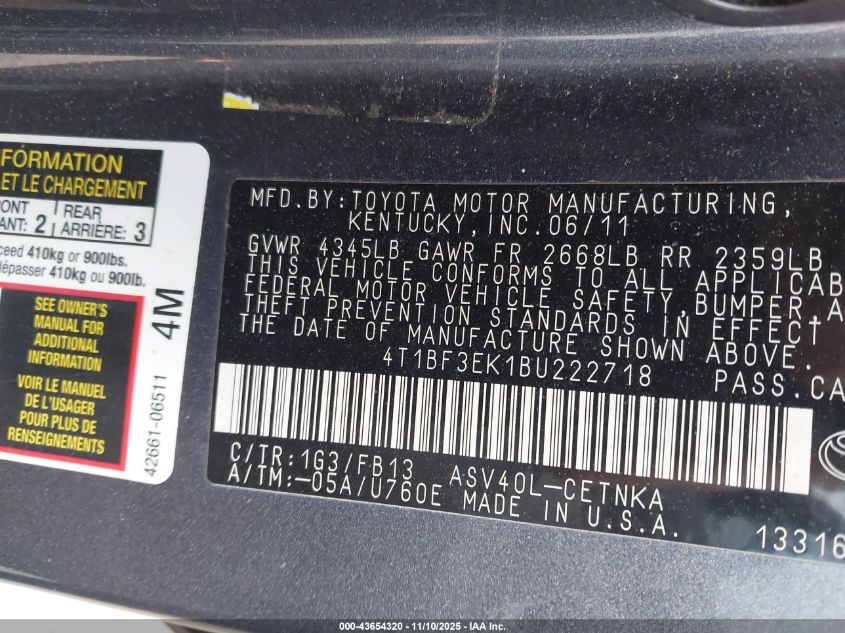 FORMATION
ET LE CHARGEMENT
ONT
ANT: 2
REAR
ARRIÈRE: 3
ceed 410kg or 900lbs.
dépasser 410kg ou 900lb.
SEE OWNER'S
MANUAL FOR
ADDITIONAL
INFORMATION
VOIR LE MANUEL
DE L'USAGER
POUR PLUS DE
RENSEIGNEMENTS
42661-06511
4M
MFD.BY:TOYOTA MOTOR MANUFACTURING,
KENTUCKY,INC.06/11
GVWR 4345LB GAWR FR 2668LB RR 2359LB
THIS VEHICLE CONFORMS TO ALL APPLICAB
FEDERAL MOTOR VEHICLE SAFETY,BUMPER,A
THEFT PREVENTION STANDARDS IN EFFECT
THE DATE OF MANUFACTURE SHOWN ABOVE.
4T1BF3EK1BU222718 PASS.CA
C/TR:1G3/FB13 ASV40L-CETNKA
A/TM:-05A/U760E MADE IN U.S.A.
13316
000-43654320 - 11/10/2025 - IAA Inc.